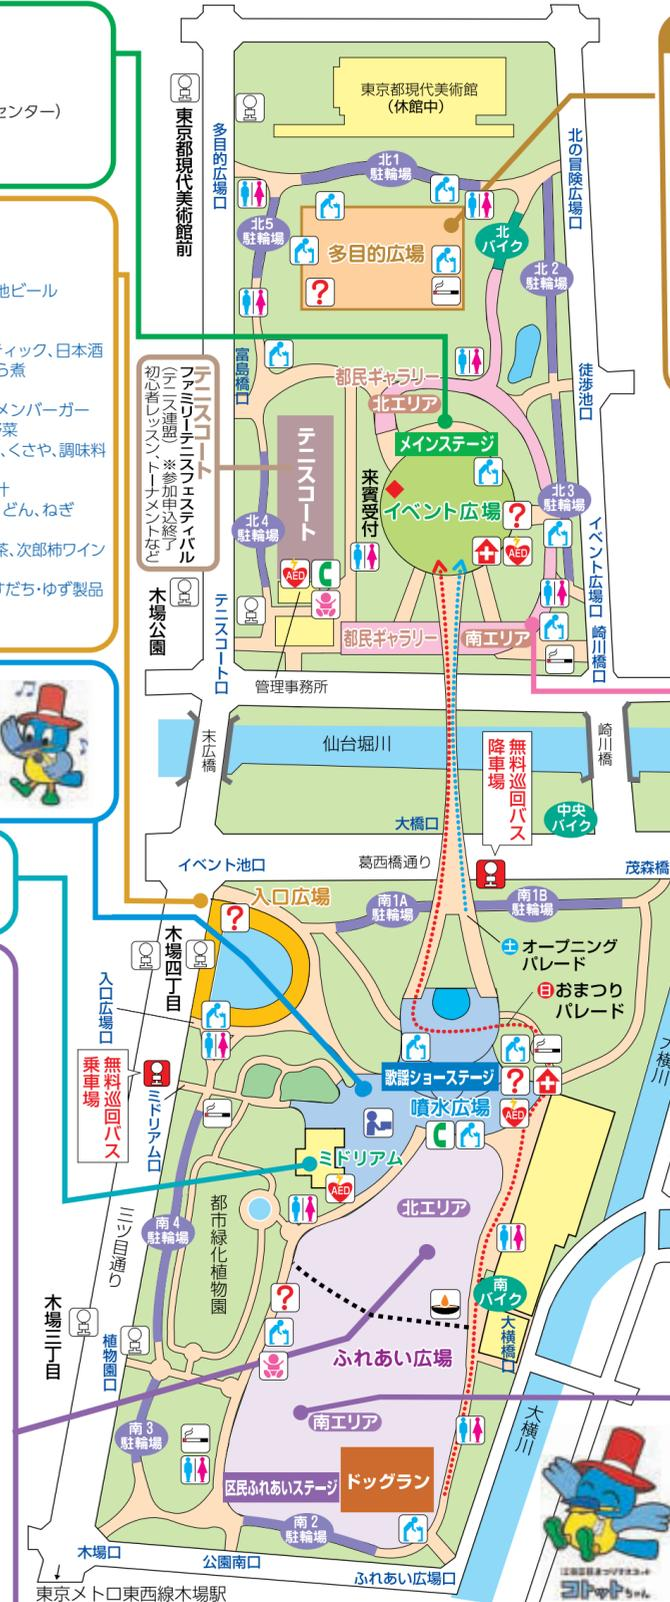 東京都現代美術館
(休館中)
センター)
東京都現代美術館前
多目的広場口
北の冒険広場口
北1
駐輪場
北5
駐輪場
北
バイク
多目的広場
?
北2
駐輪場
地ビール
ティック、日本酒
ら煮
メンバーガー
野菜
、くさや、調味料
汁
どん、ねぎ
茶、次郎柿ワイン
すだち・ゆず製品
富島橋口
徒渉池口
テニスコート
ファミリーテニスフェスティバル
(テニス連盟) ※参加申込終了
初心者レッスン、トーナメントなど
都民ギャラリー
北エリア
メインステージ
テニスコート
来賓受付
イベント広場
?
北3
駐輪場
北4
駐輪場
イベント広場口
AED
AED
木場公園
テニスコート口
都民ギャラリー
南エリア
崎川橋口
管理事務所
末広橋
仙台堀川
崎川橋
無料巡回バス
降車場
中央
バイク
大橋口
イベント池口
葛西橋通り
茂森橋
入口広場
?
南1A
駐輪場
南1B
駐輪場
木場四丁目
土 オープニング
パレード
日 おまつり
パレード
入口広場口
無料巡回バス
乗車場
ミドリアム口
歌謡ショーステージ
?
噴水広場
AED
大横川
ミドリアム
AED
都市緑化植物園
北エリア
三ツ目通り
南4
駐輪場
?
南
バイク
木場三丁目
植物園口
大横橋口
ふれあい広場
南エリア
大横川
南3
駐輪場
区民ふれあいステージ
ドッグラン
南2
駐輪場
木場口
公園南口
ふれあい広場口
東京メトロ東西線木場駅
江東区民まつりマスコット
コトットちゃん